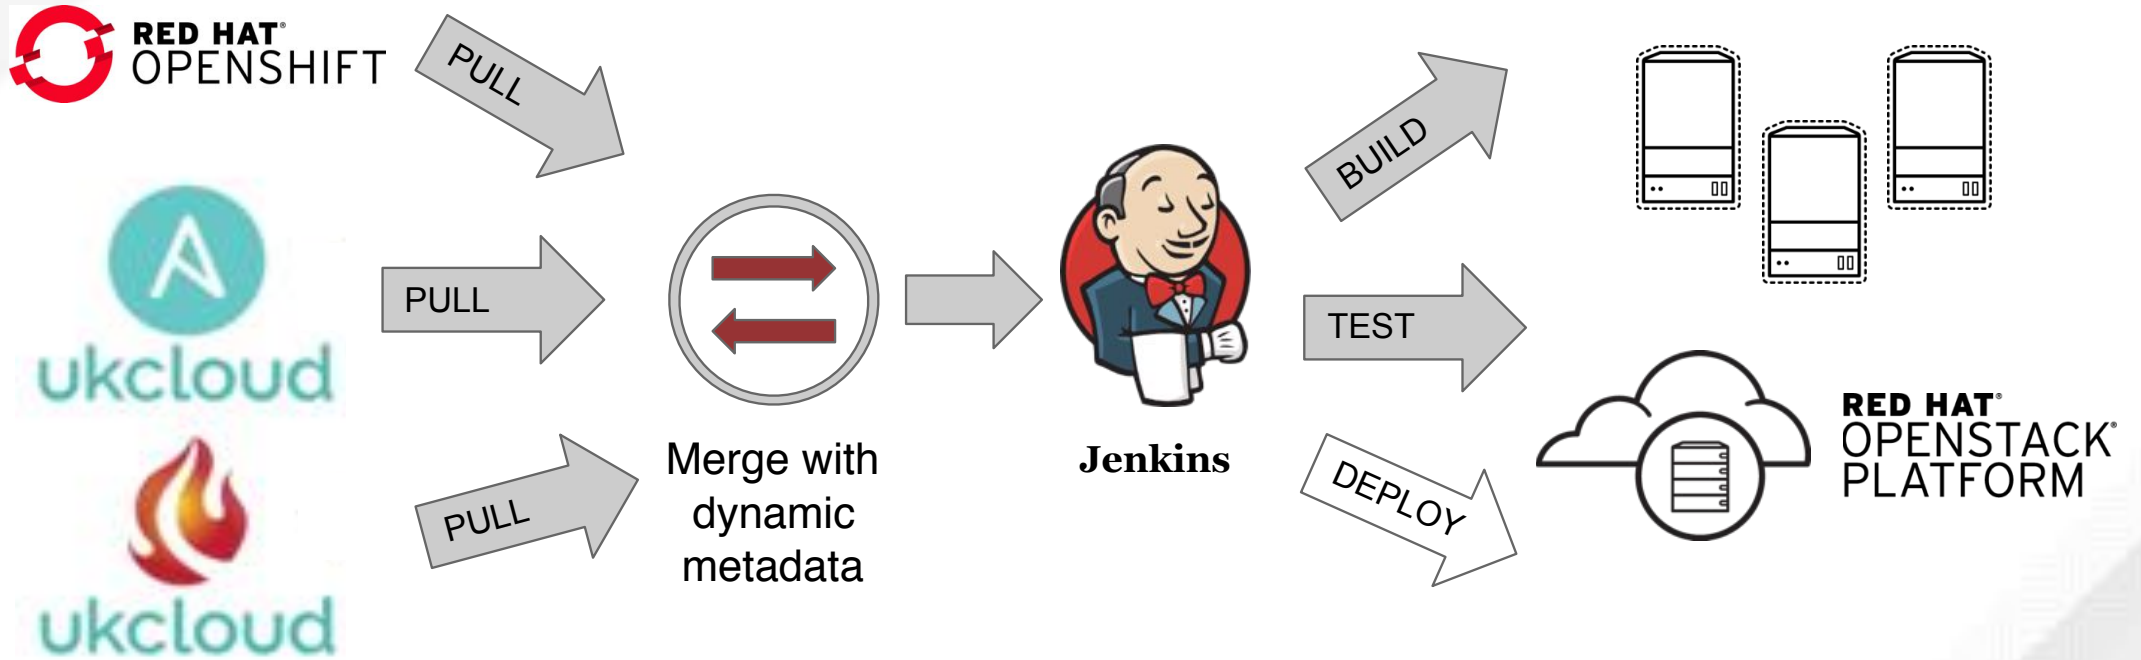 RED HAT®
OPENSHIFT
PULL
ukcloud
PULL
ukcloud
PULL
Merge with
dynamic
metadata
Jenkins
BUILD
TEST
DEPLOY
RED HAT®
OPENSTACK®
PLATFORM